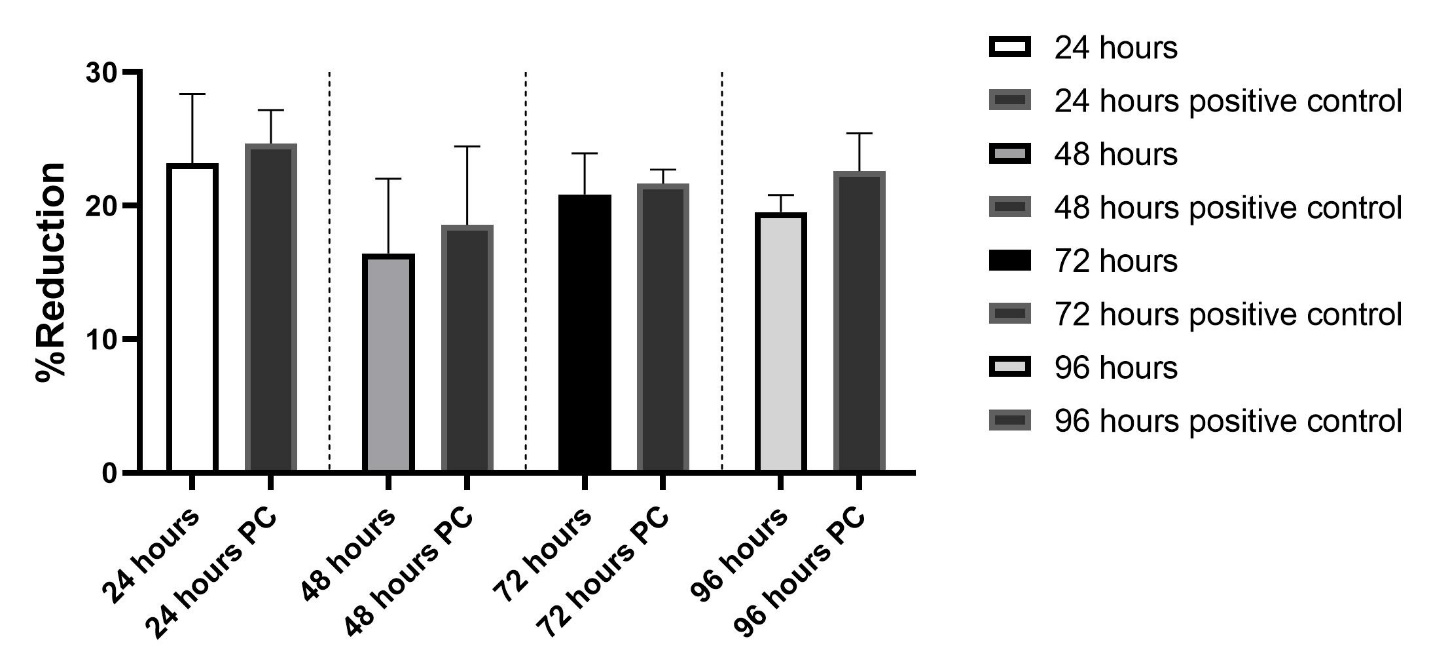 %Reduction
30
20
10
0
24 hours
24 hours PC
48 hours
48 hours PC
72 hours
72 hours PC
96 hours
96 hours PC
24 hours
24 hours positive control
48 hours
48 hours positive control
72 hours
72 hours positive control
96 hours
96 hours positive control